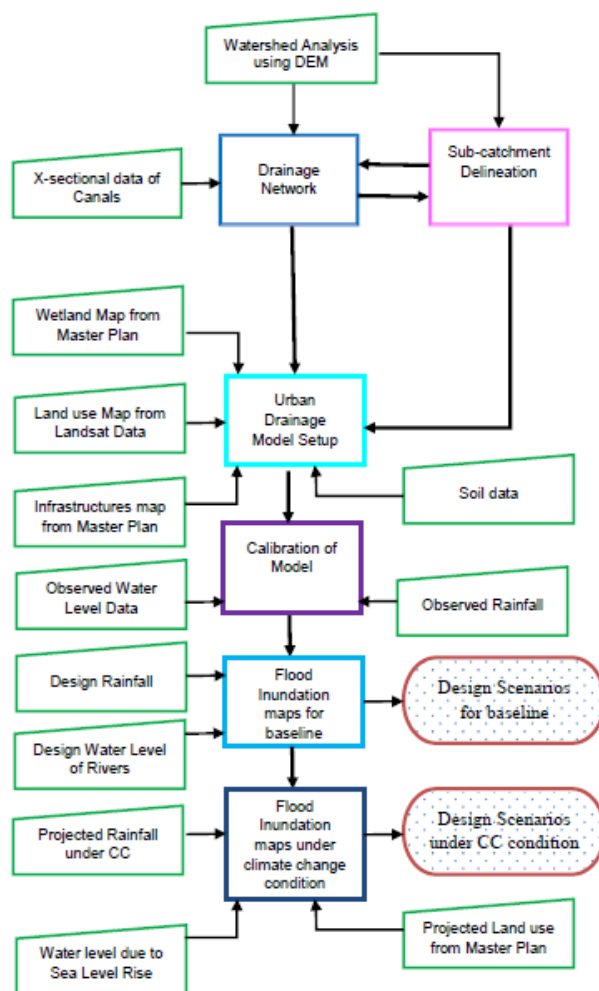 Watershed Analysis
using DEM
Drainage
Network
Sub-catchment
Delineation
X-sectional data of
Canals
Wetland Map from
Master Plan
Land use Map from
Landsat Data
Urban
Drainage
Model Setup
Infrastructures map
from Master Plan
Soil data
Calibration of
Model
Observed Water
Level Data
Observed Rainfall
Design Rainfall
Flood
Inundation
maps for
baseline
Design Scenarios
for baseline
Design Water Level
of Rivers
Projected Rainfall
under CC
Flood
Inundation
maps under
climate change
condition
Design Scenarios
under CC condition
Water level due to
Sea Level Rise
Projected Land use
from Master Plan